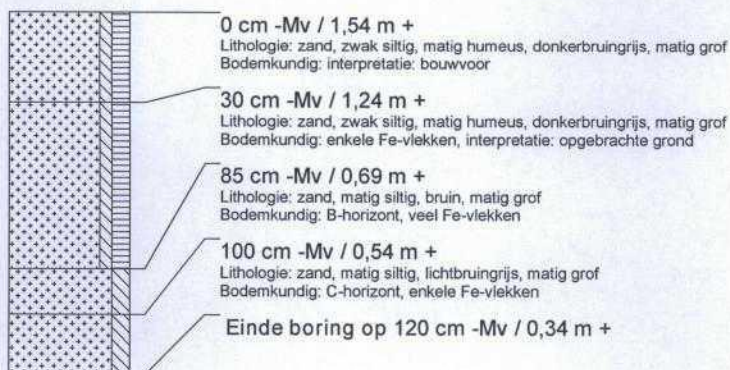 0 cm -Mv / 1,54 m +
Lithologie: zand, zwak siltig, matig humeus, donkerbruingrijs, matig grof
Bodemkundig: interpretatie: bouwvoor
30 cm -Mv / 1,24 m +
Lithologie: zand, zwak siltig, matig humeus, donkerbruingrijs, matig grof
Bodemkundig: enkele Fe-vlekken, interpretatie: opgebrachte grond
85 cm -Mv / 0,69 m +
Lithologie: zand, matig siltig, bruin, matig grof
Bodemkundig: B-horizont, veel Fe-vlekken
100 cm -Mv / 0,54 m +
Lithologie: zand, matig siltig, lichtbruingrijs, matig grof
Bodemkundig: C-horizont, enkele Fe-vlekken
Einde boring op 120 cm -Mv / 0,34 m +